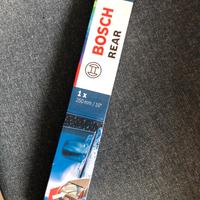 BOSCH
REAR
1 x
250 mm / 10"